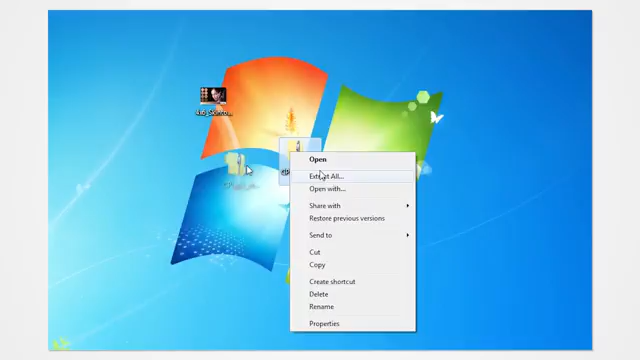 Open
Extract All...
Open with...
Share with
Restore previous versions
Send to
Cut
Copy
Create shortcut
Delete
Rename
Properties